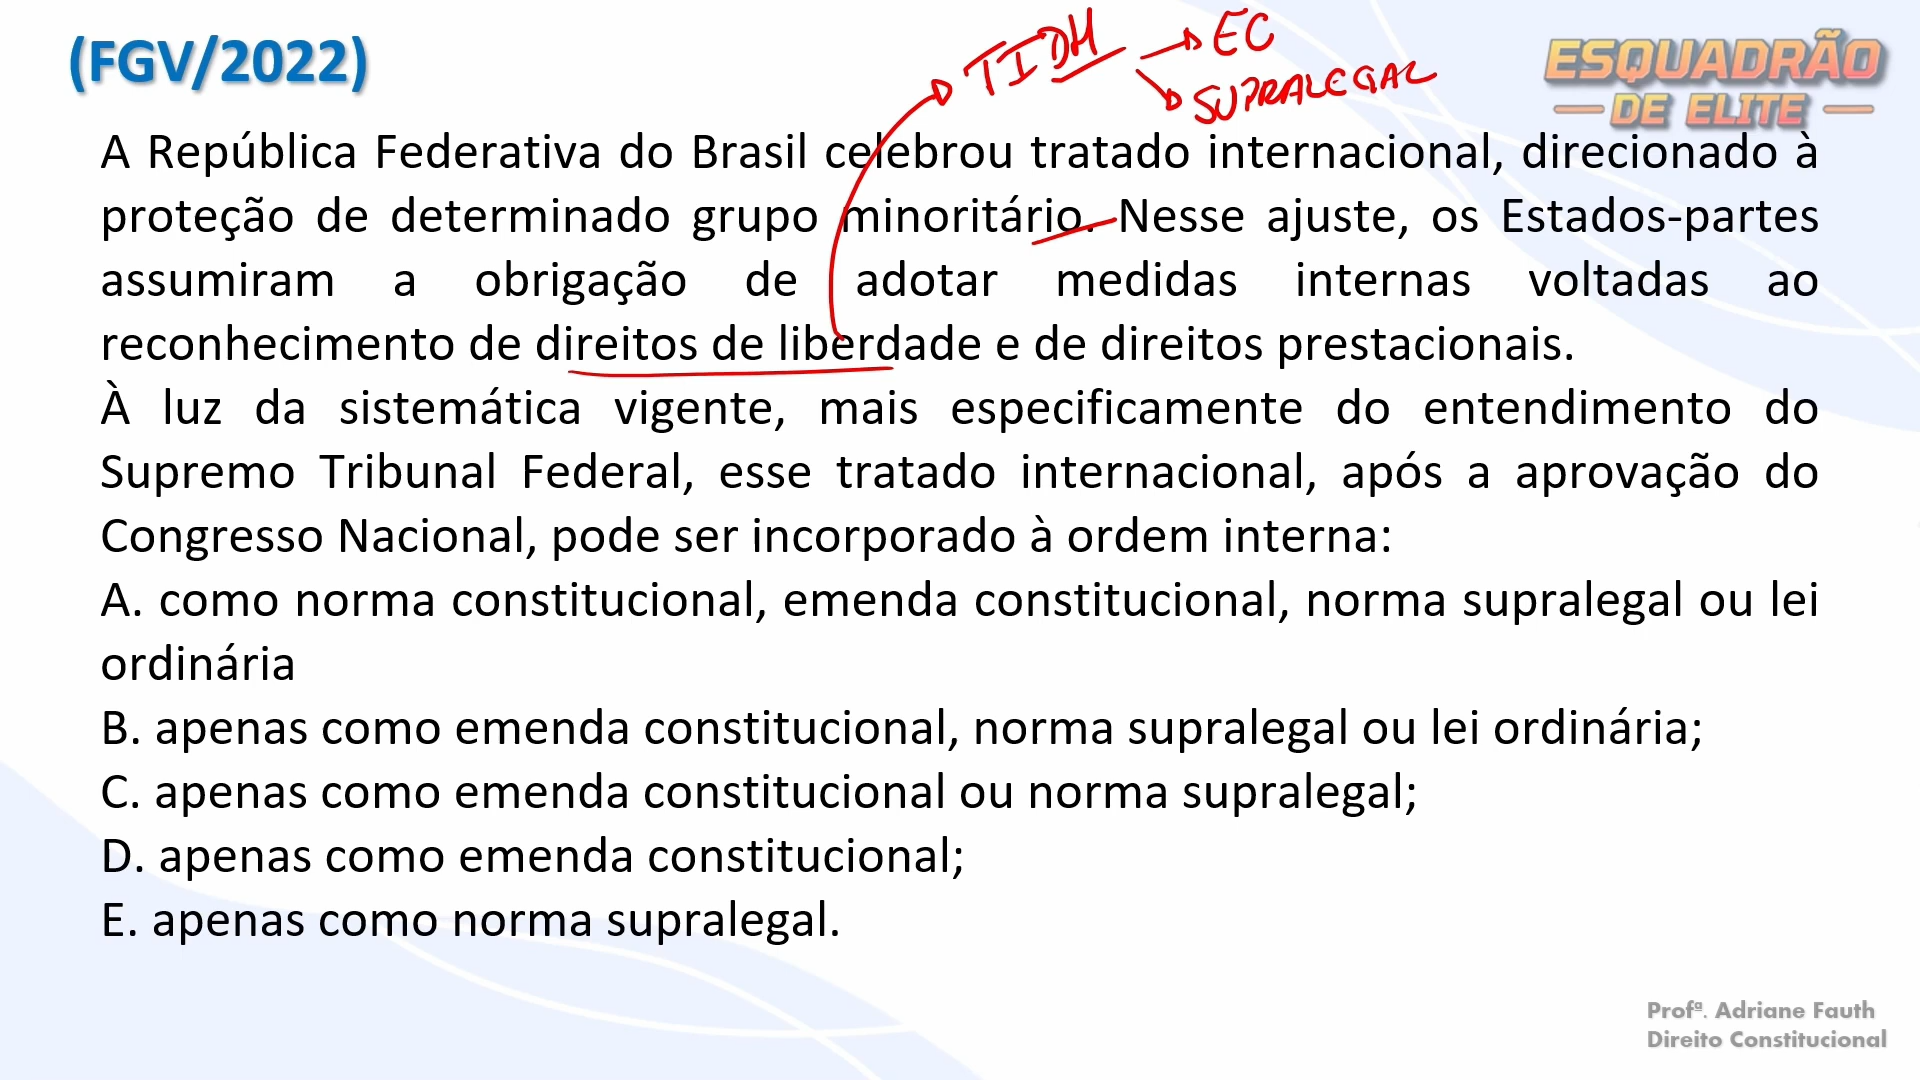 (FGV/2022)
TIDH
EC
SUPRALEGAL
ESQUADRÃO
DE ELITE
A República Federativa do Brasil celebrou tratado internacional, direcionado à
proteção de determinado grupo minoritário. Nesse ajuste, os Estados-partes
assumiram a obrigação de adotar medidas internas voltadas ao
reconhecimento de direitos de liberdade e de direitos prestacionais.
À luz da sistemática vigente, mais especificamente do entendimento do
Supremo Tribunal Federal, esse tratado internacional, após a aprovação do
Congresso Nacional, pode ser incorporado à ordem interna:
A. como norma constitucional, emenda constitucional, norma supralegal ou lei
ordinária
B. apenas como emenda constitucional, norma supralegal ou lei ordinária;
C. apenas como emenda constitucional ou norma supralegal;
D. apenas como emenda constitucional;
E. apenas como norma supralegal.
Profª. Adriane Fauth
Direito Constitucional